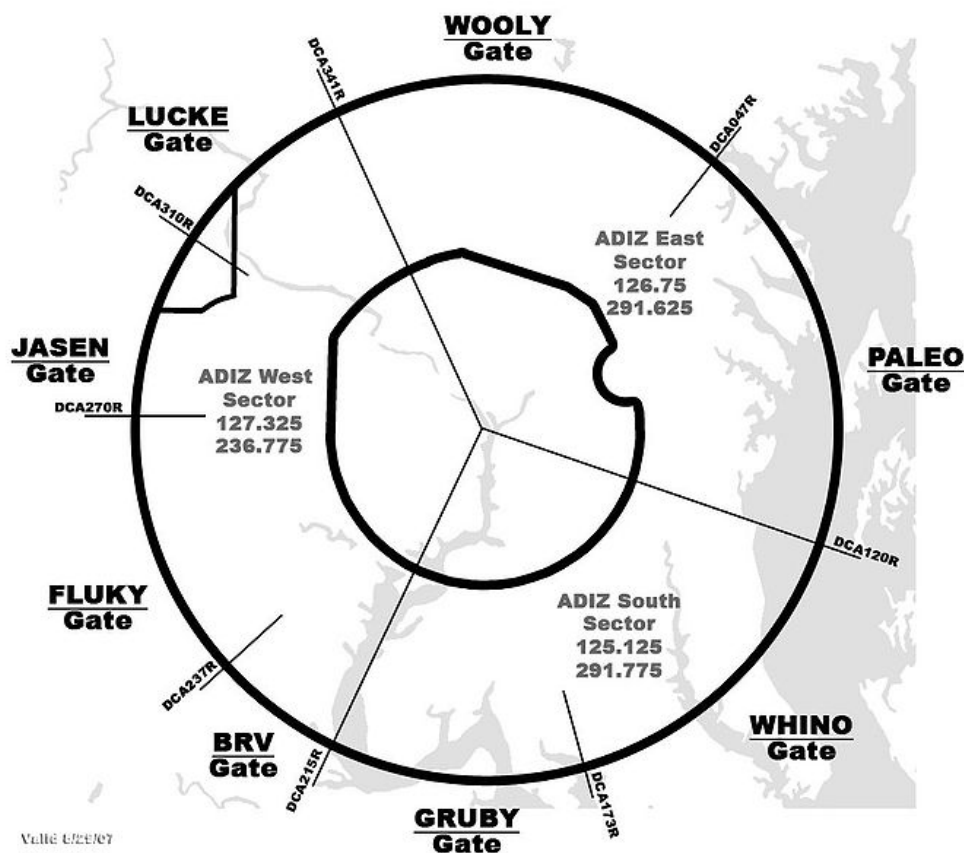 WOOLY
Gate
DCA341R
LUCKE
Gate
DCA047R
DCA310R
ADIZ East
Sector
126.75
291.625
JASEN
Gate
PALEO
Gate
ADIZ West
Sector
127.325
236.775
DCA270R
DCA120R
FLUKY
Gate
ADIZ South
Sector
125.125
291.775
DCA237R
WHINO
Gate
BRV
Gate
DCA215R
DCA173R
GRUBY
Gate
Valid